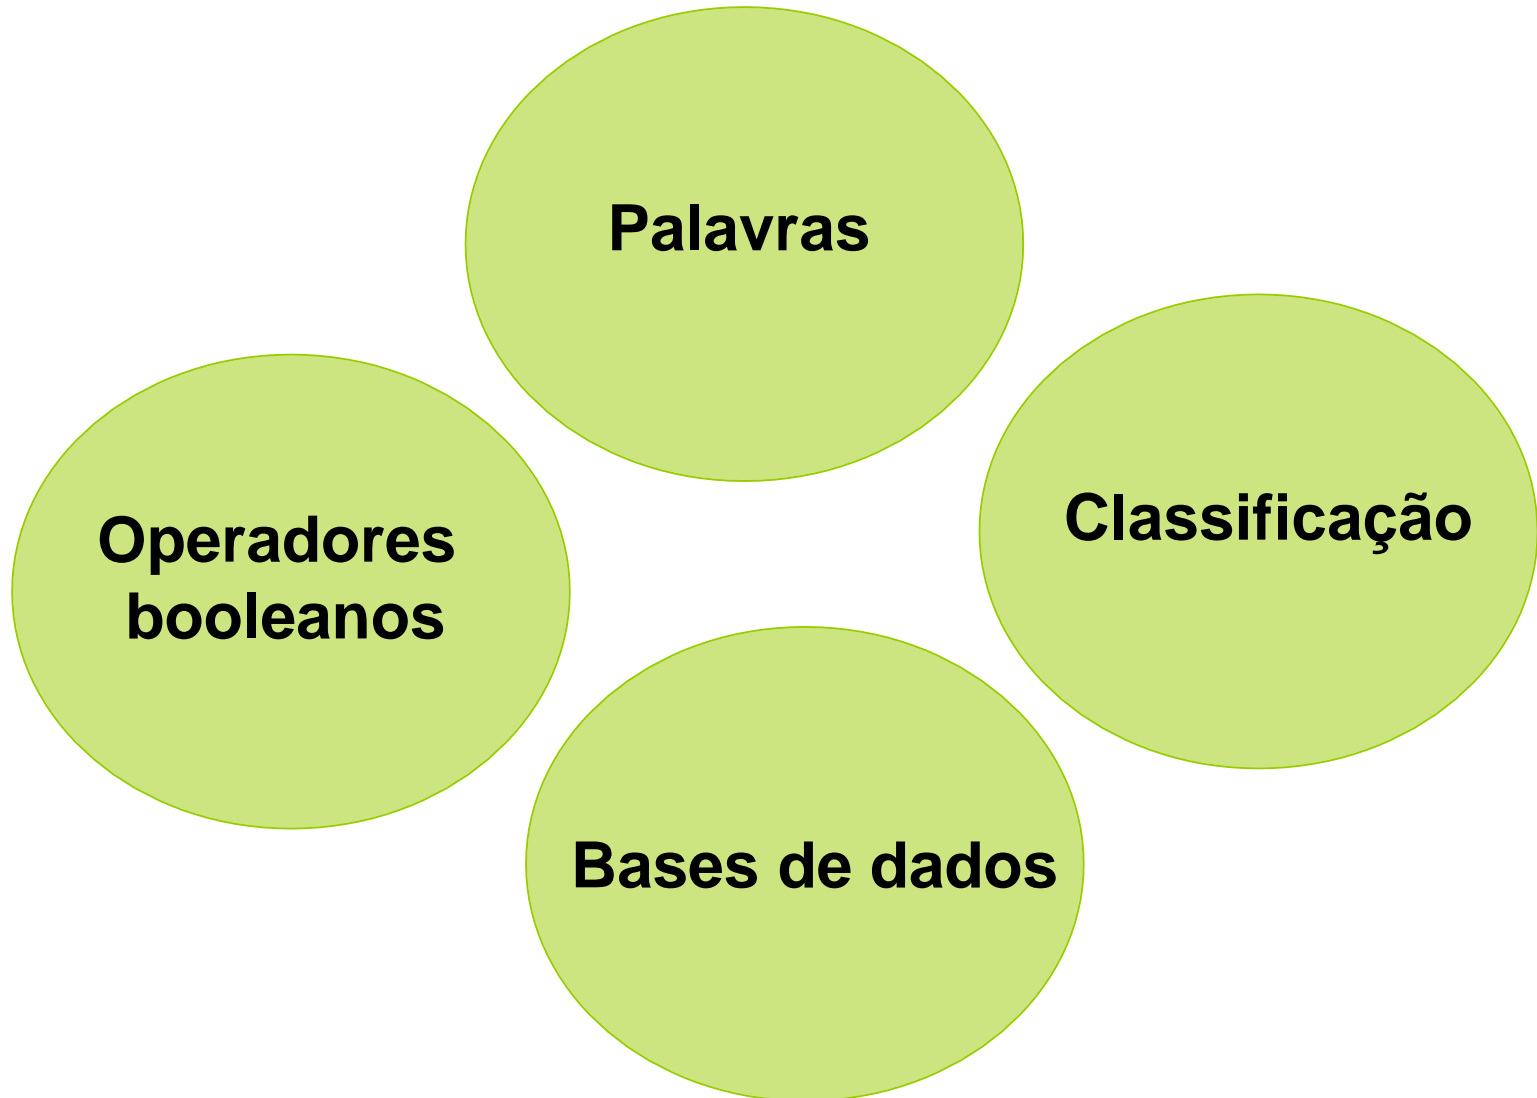 Palavras
Classificação
Operadores
booleanos
Bases de dados